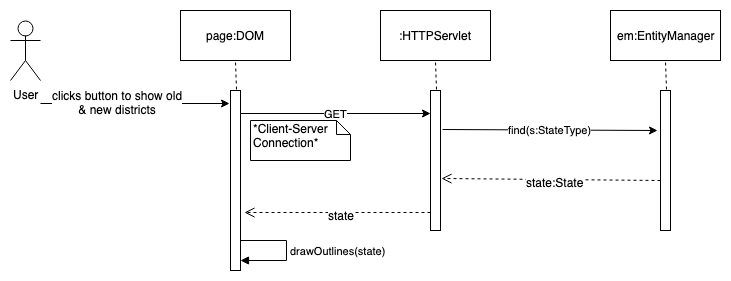 page:DOM
:HTTPServlet
em:EntityManager
User
clicks button to show old
& new districts
GET
*Client-Server
Connection*
find(s:StateType)
state:State
state
drawOutlines(state)